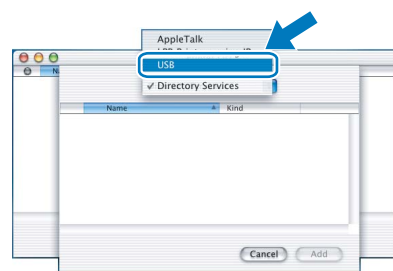 AppleTalk
USB
✓ Directory Services
Name Kind
Cancel Add